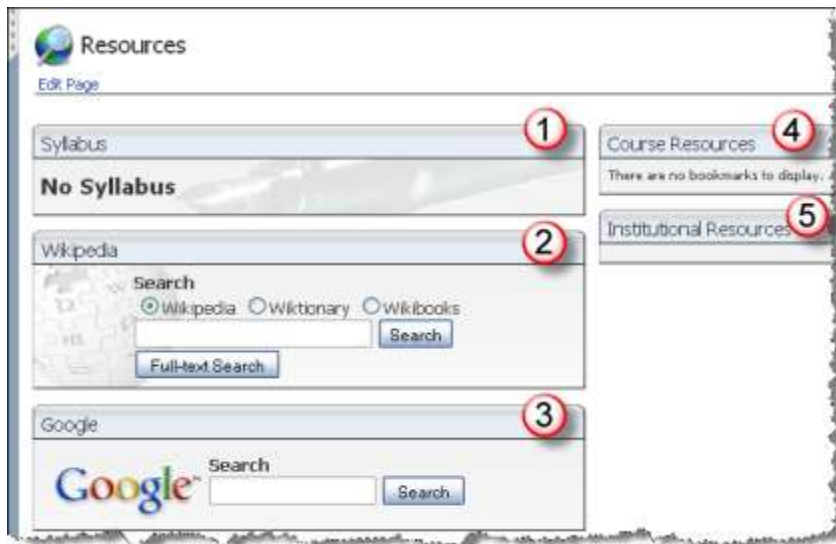 Resources
Edit Page
Syllabus 1
No Syllabus
Wikipedia 2
Search
Wikipedia Wiktionary Wikibooks
Search
Full-text Search
Google 3
Google™ Search
Search
Course Resources 4
There are no bookmarks to display.
Institutional Resources 5